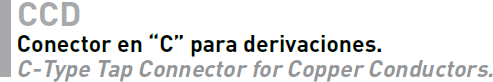 CCD
Conector en “C” para derivaciones.
C-Type Tap Connector for Copper Conductors.